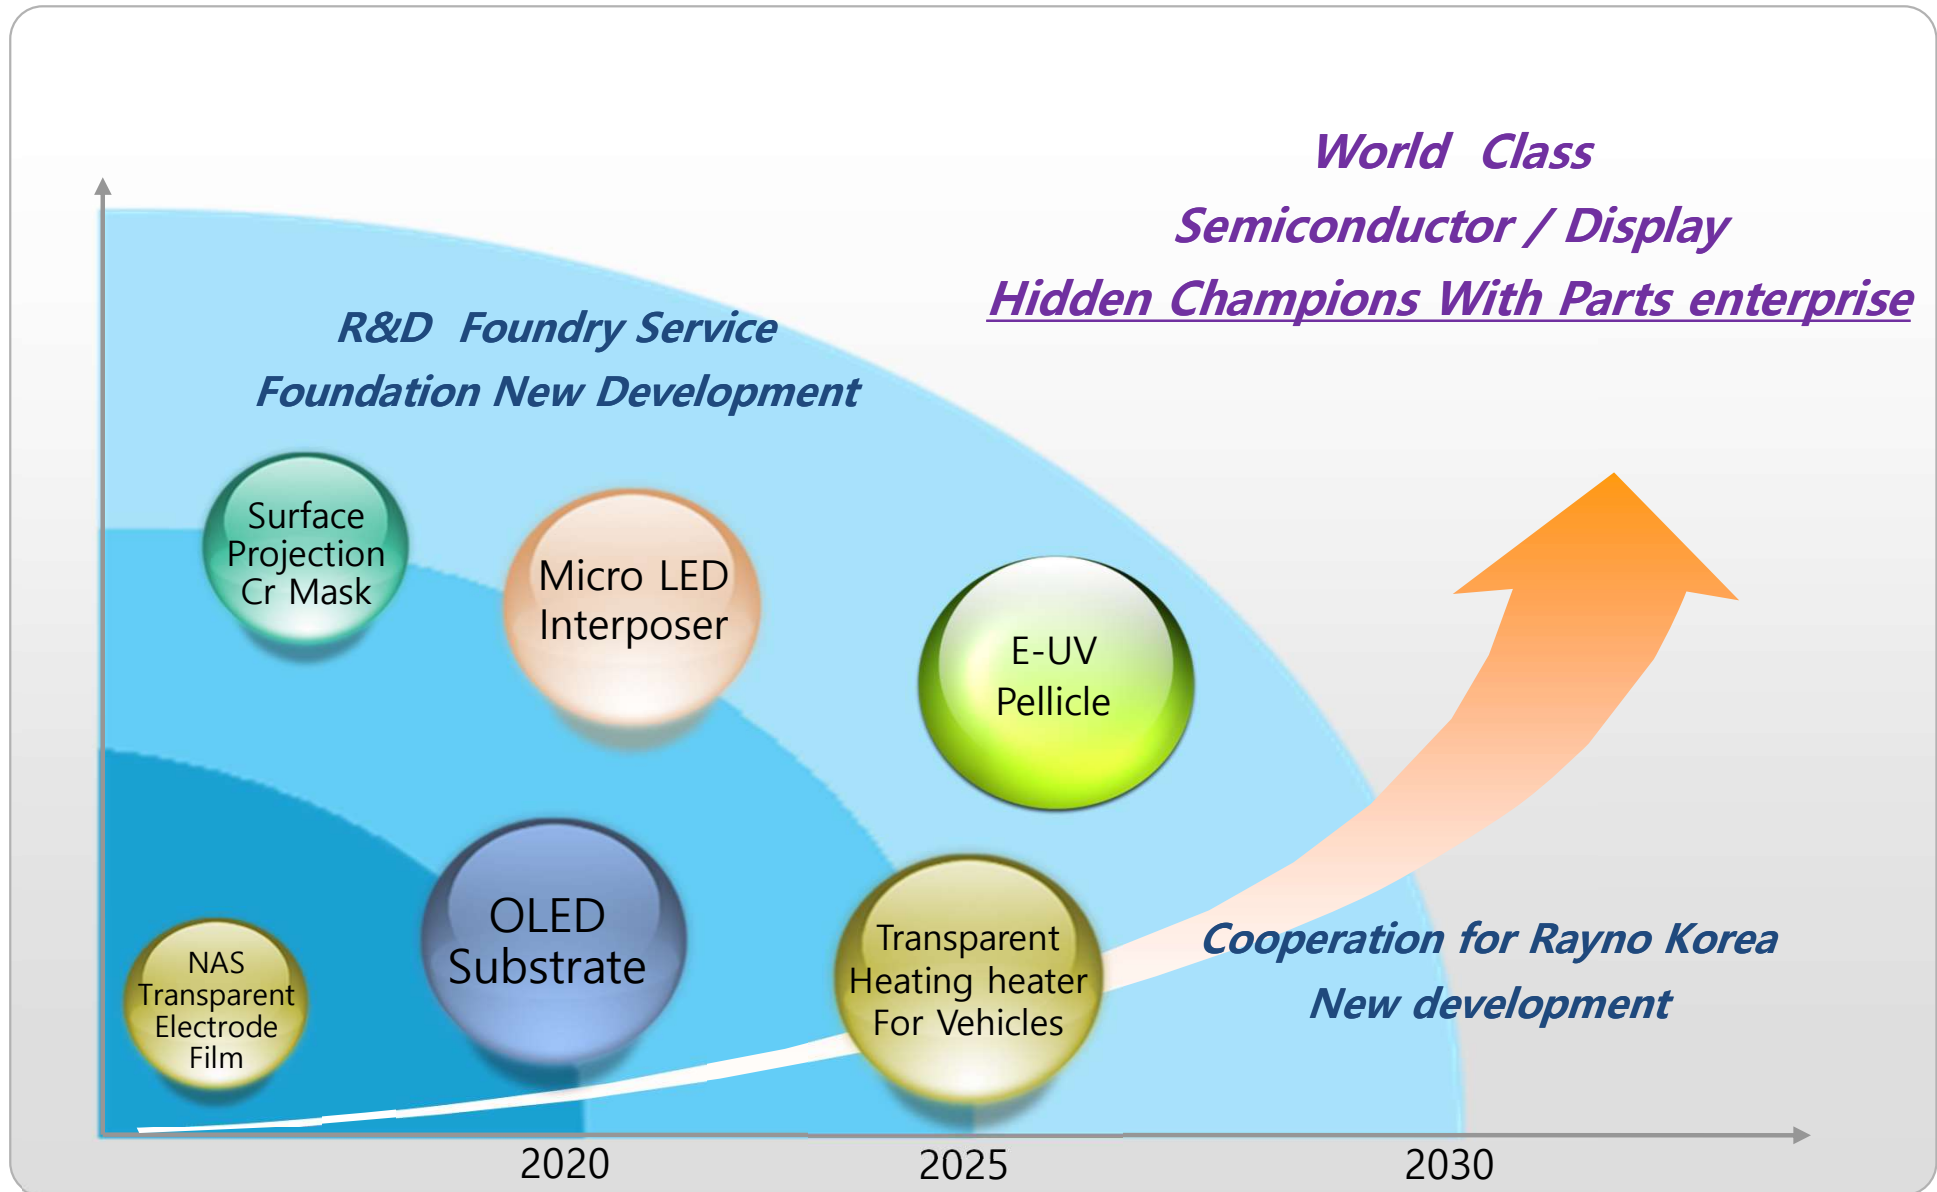 World Class
Semiconductor / Display
Hidden Champions With Parts enterprise
R&D Foundry Service
Foundation New Development
Surface
Projection
Cr Mask
Micro LED
Interposer
E-UV
Pellicle
OLED
Substrate
NAS
Transparent
Electrode
Film
Transparent
Heating heater
For Vehicles
Cooperation for Rayno Korea
New development
2020
2025
2030